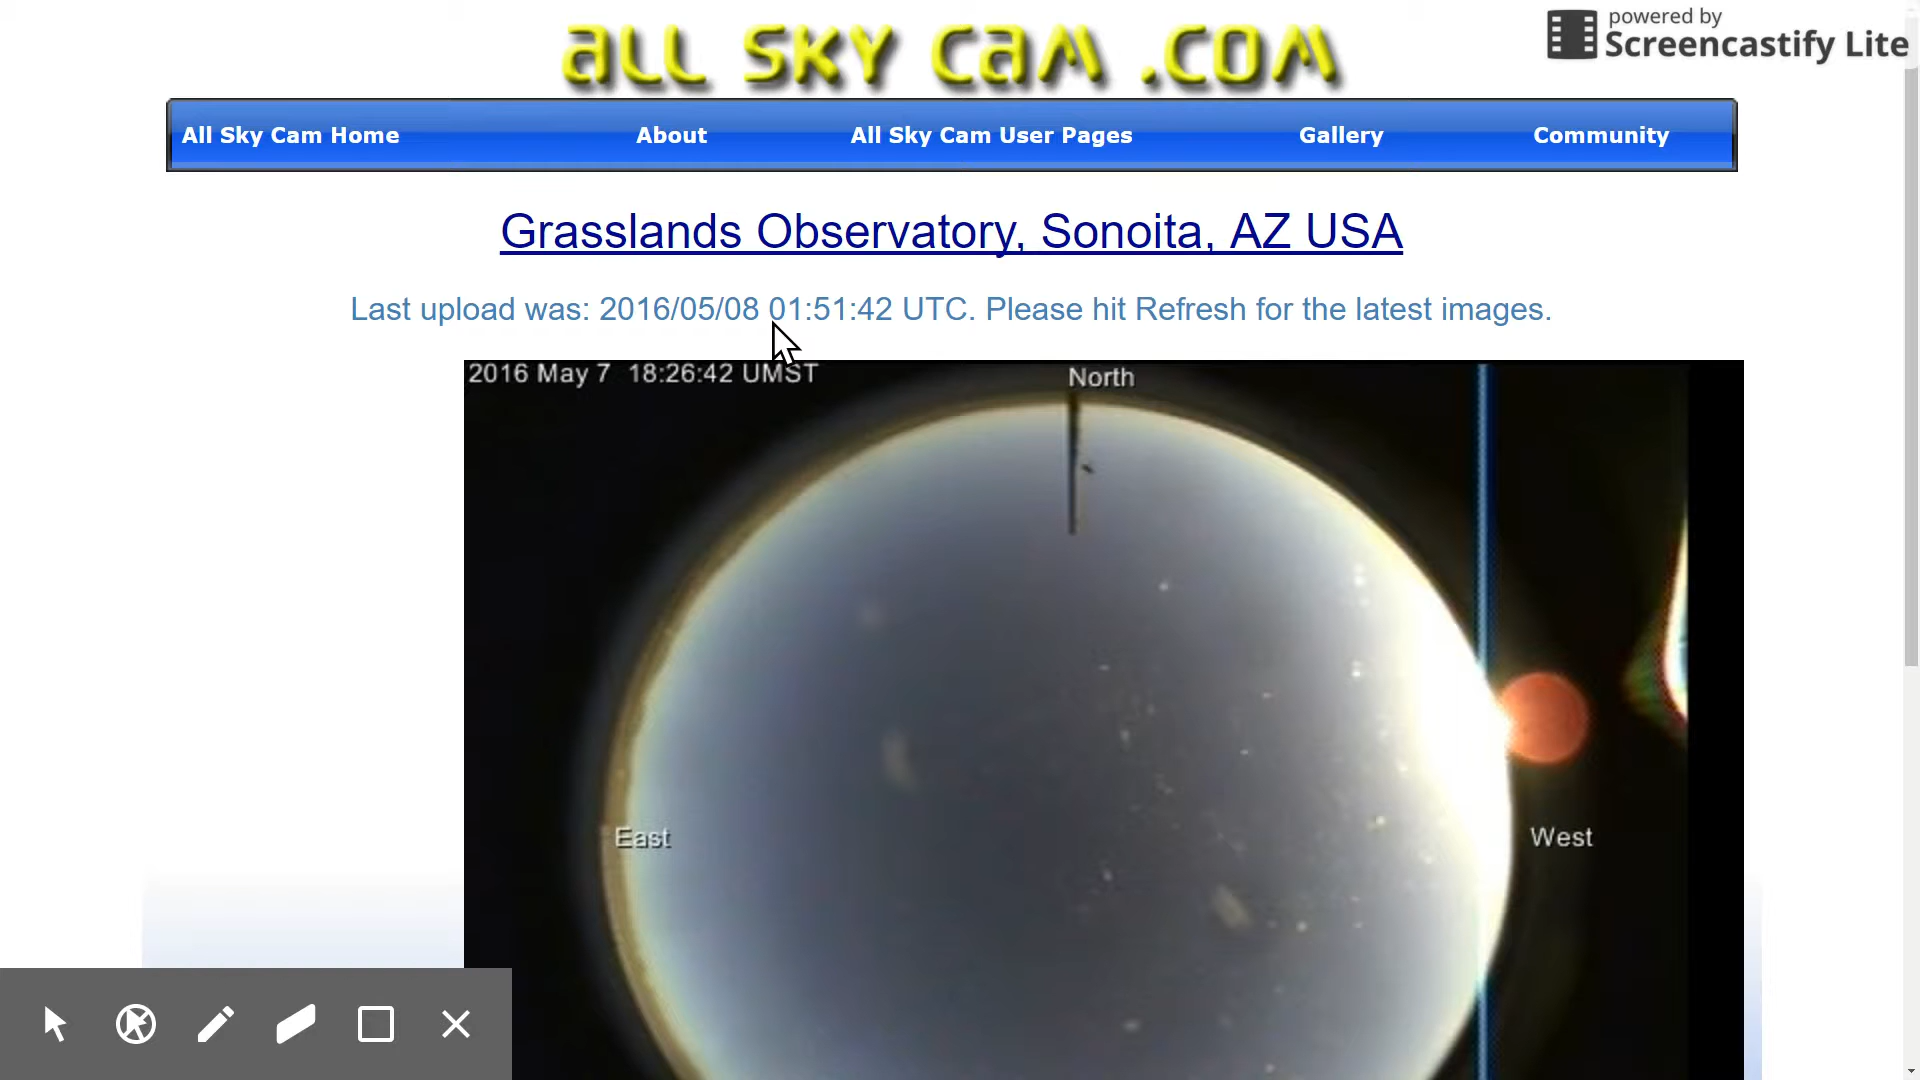 aLL SKY Cam .com
powered by
Screencastify Lite
All Sky Cam Home
About
All Sky Cam User Pages
Gallery
Community
Grasslands Observatory, Sonoita, AZ USA
Last upload was: 2016/05/08 01:51:42 UTC. Please hit Refresh for the latest images.
2016 May 7 18:26:42 UMST
North
East
West